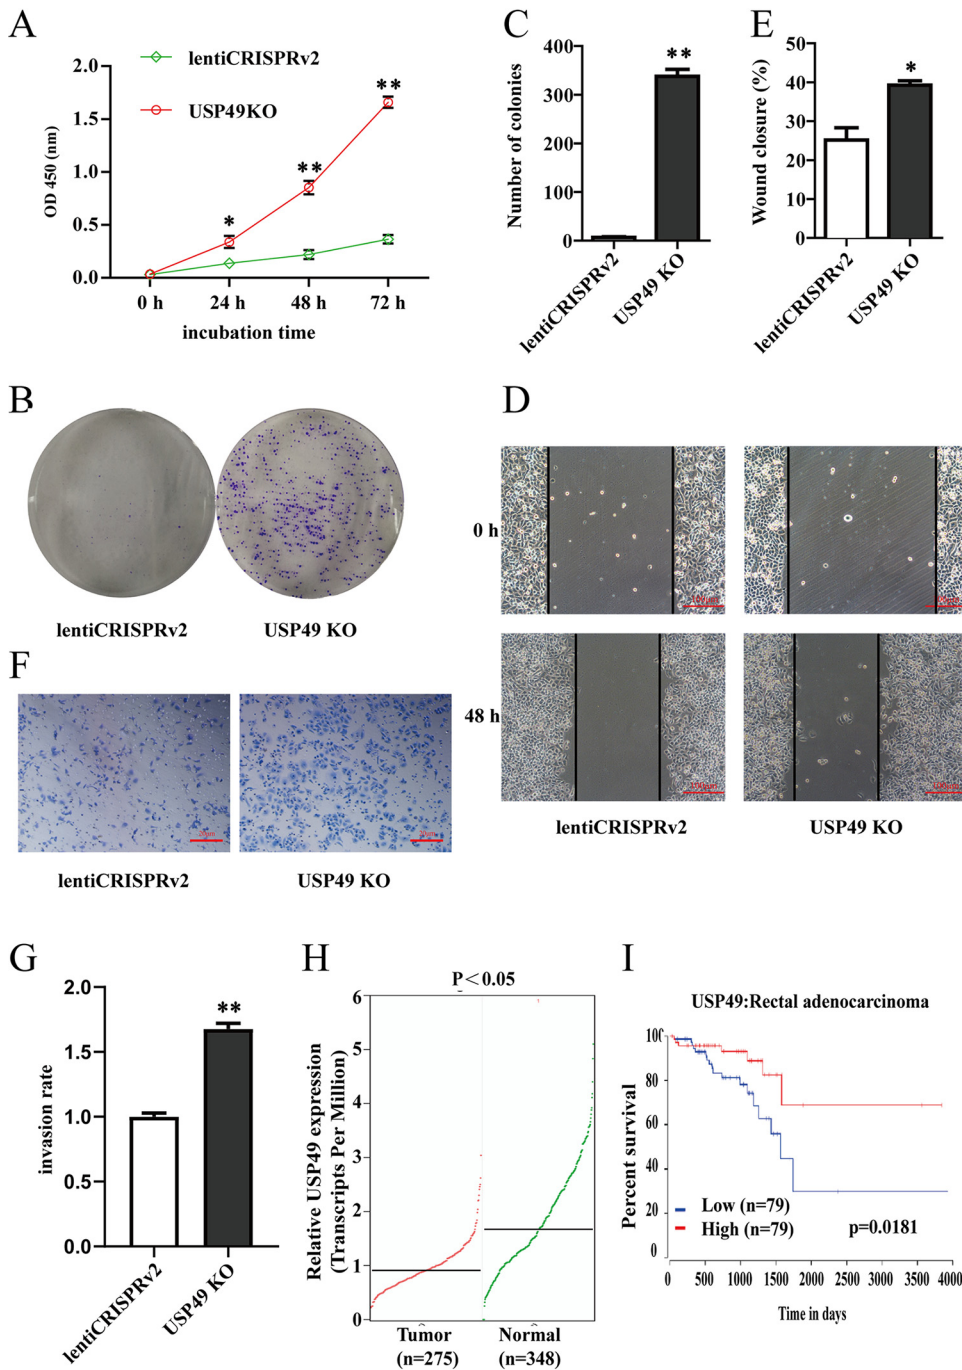 A
lentiCRISPRv2
USP49KO
OD 450 (nm)
2.0
1.5
1.0
0.5
0.0
*
**
**
0 h
24 h
48 h
72 h
incubation time
C
Number of colonies
400
300
200
100
0
**
lentiCRISPRv2
USP49 KO
E
Wound closure (%)
50
40
30
20
10
0
*
lentiCRISPRv2
USP49 KO
B
lentiCRISPRv2
USP49 KO
D
0 h
48 h
100 μm
100 μm
lentiCRISPRv2
USP49 KO
F
20μm
lentiCRISPRv2
USP49 KO
G
invasion rate
2.0
1.5
1.0
0.5
0.0
**
lentiCRISPRv2
USP49 KO
H
P<0.05
Relative USP49 expression
(Transcripts Per Million)
6
5
4
3
2
1
0
Tumor
(n=275)
Normal
(n=348)
I
USP49:Rectal adenocarcinoma
Percent survival
100
80
60
40
20
0
Low (n=79)
High (n=79)
p=0.0181
0
500
1000
1500
2000
2500
3000
3500
4000
Time in days